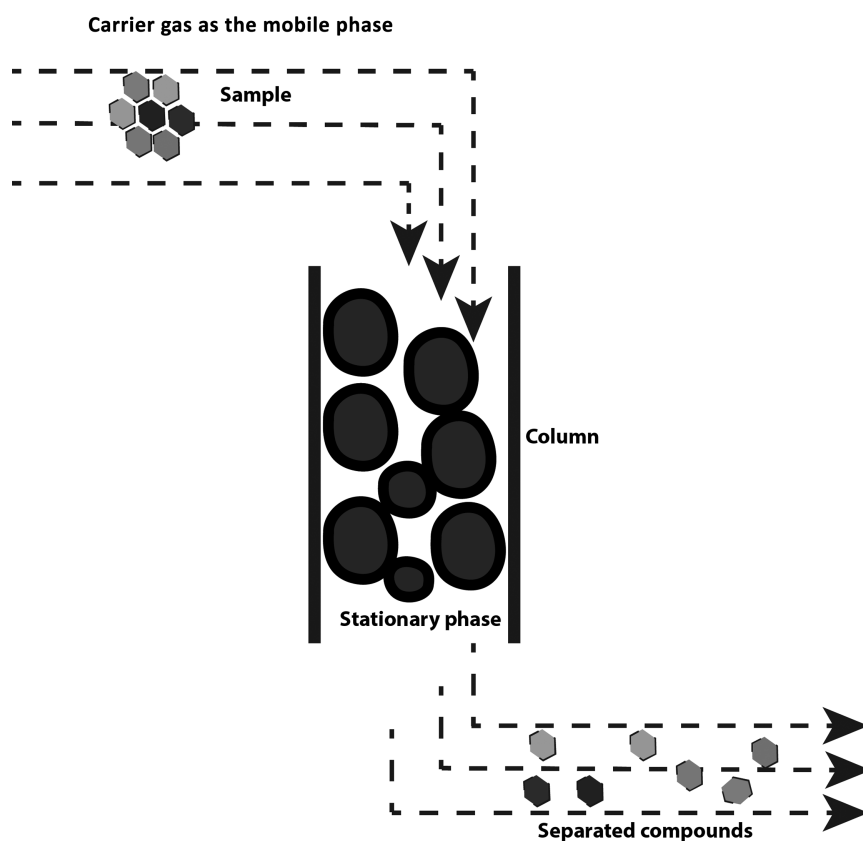 Carrier gas as the mobile phase
Sample
Column
Stationary phase
Separated compounds